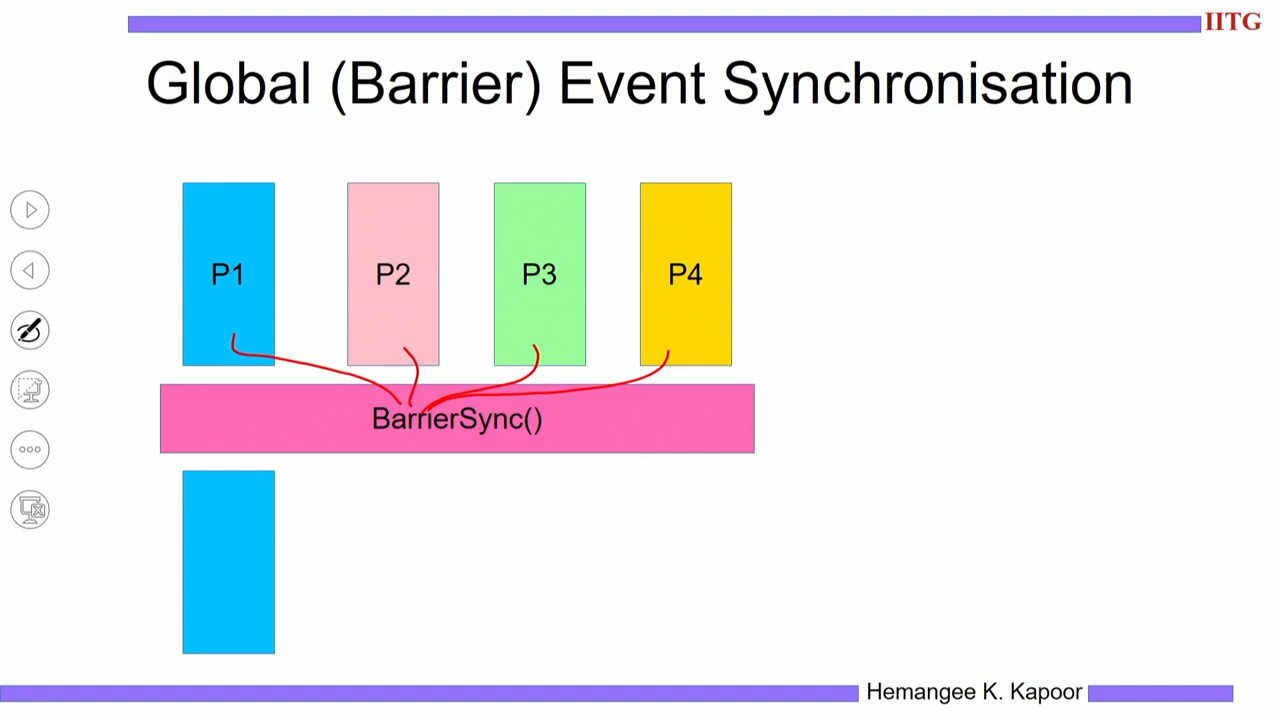 IITG
Global (Barrier) Event Synchronisation
P1 P2 P3 P4
BarrierSync()
Hemangee K. Kapoor